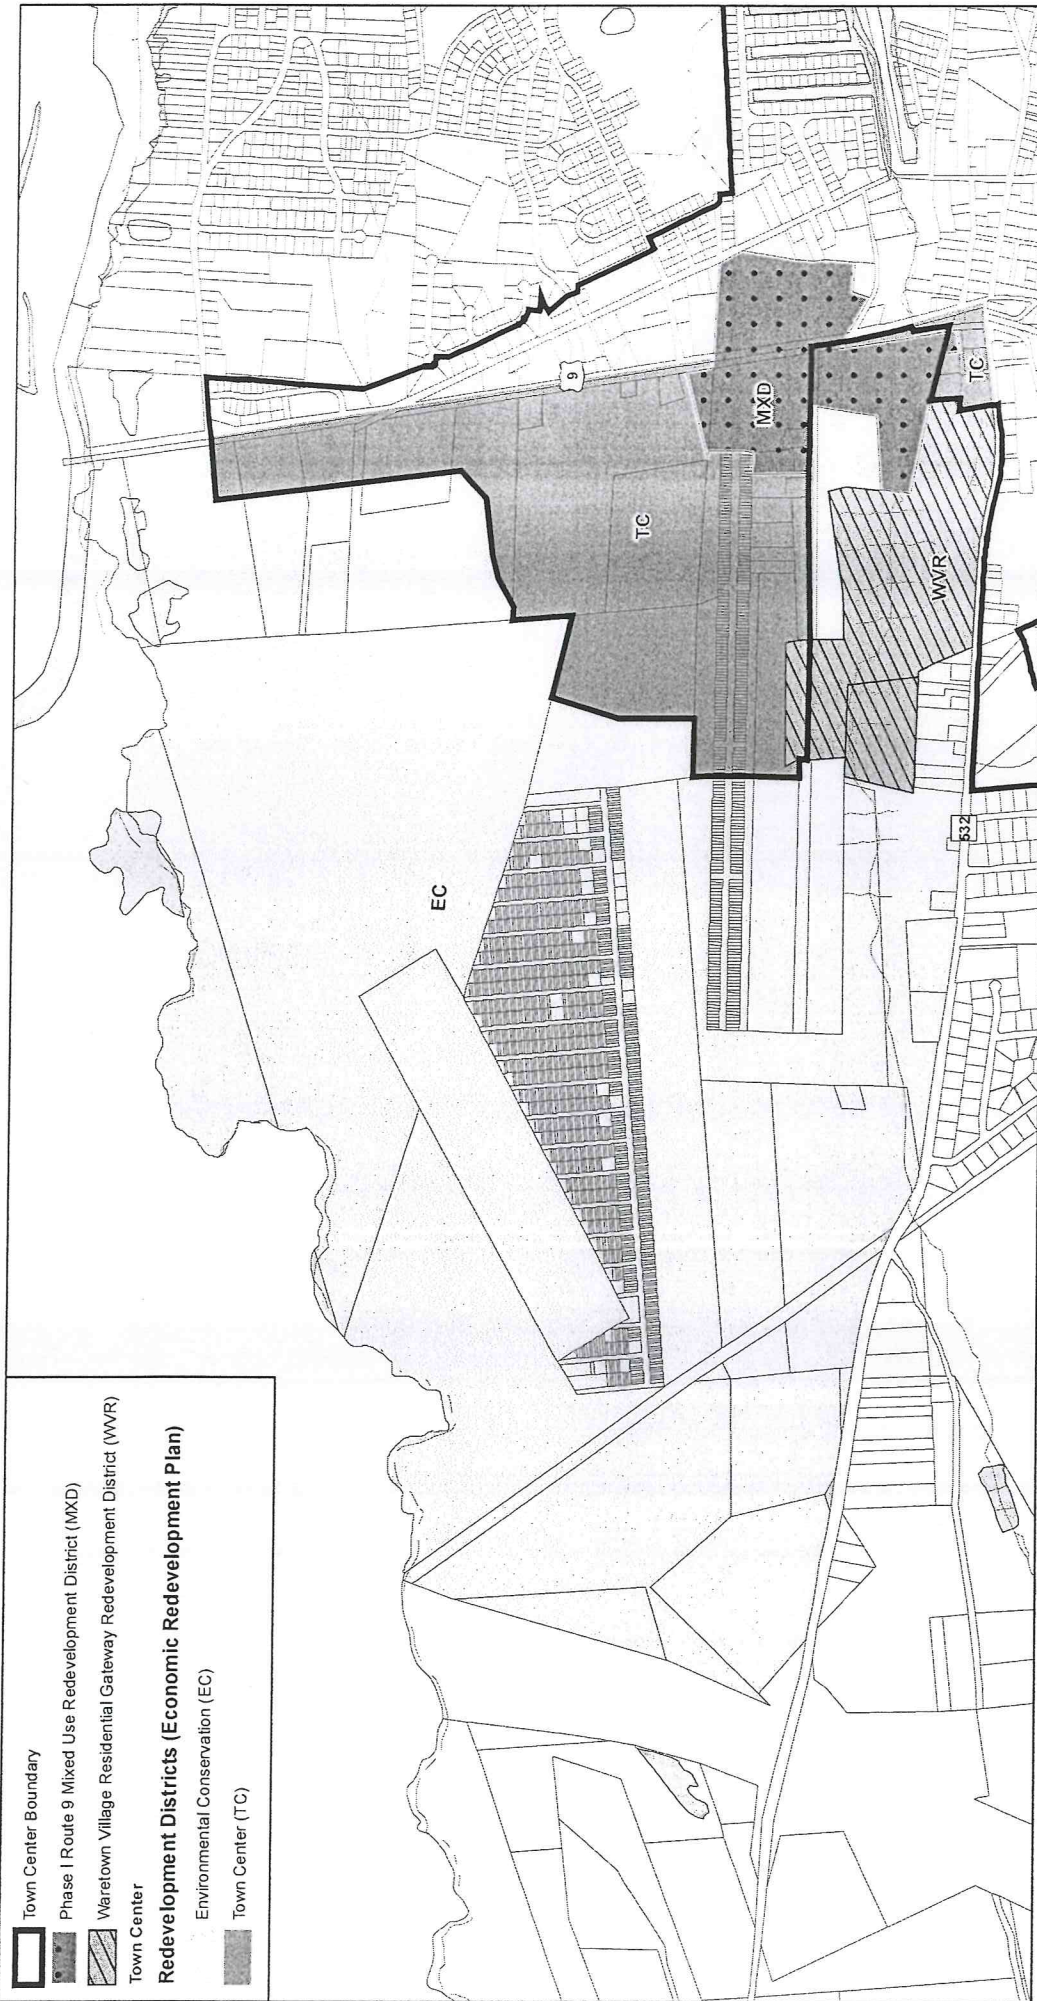 Town Center Boundary
Phase I Route 9 Mixed Use Redevelopment District (MXD)
Waretown Village Residential Gateway Redevelopment District (WVR)
Town Center
Redevelopment Districts (Economic Redevelopment Plan)
Environmental Conservation (EC)
Town Center (TC)
EC
TC
9
MXD
TC
WVR
532